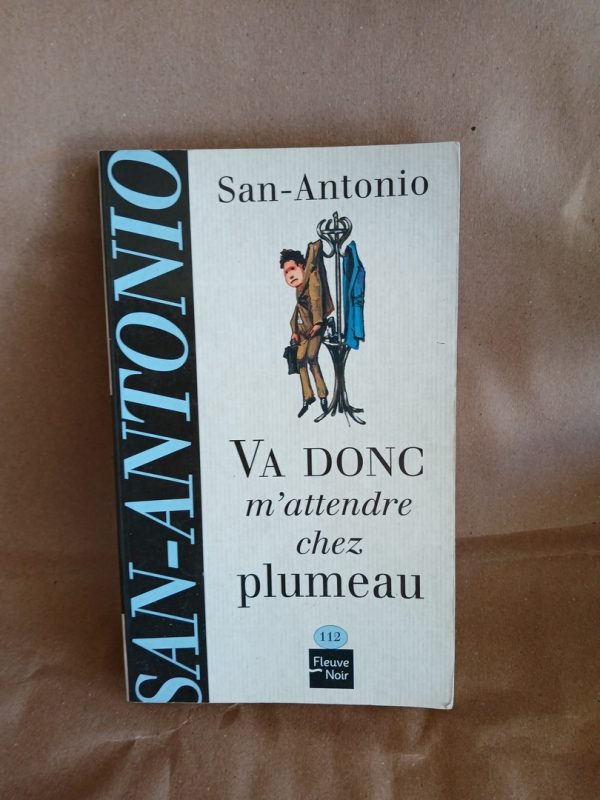 SAN-ANTONIO
San-Antonio
VA DONC
m'attendre
chez
plumeau
112
Fleuve
Noir